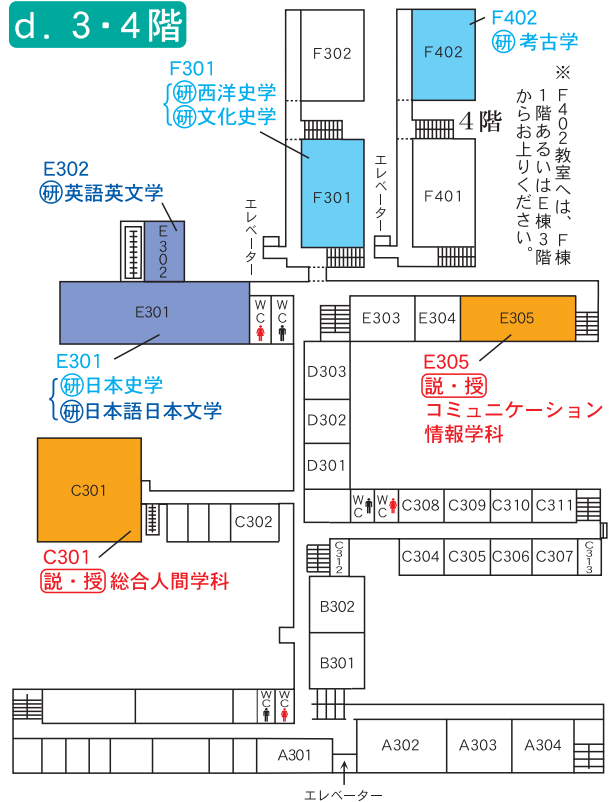 d. 3・4階
F301
研 西洋史学
研 文化史学
F402
研 考古学
※F402教室へは、F棟
1階あるいはE棟3階
からお上りください。
F302
F402
4階
F301
F401
エレベーター
エレベーター
E302
研 英語英文学
E302
E301
WC
WC
E303
E304
E305
E301
研 日本史学
研 日本語日本文学
E305
説・授
コミュニケーション
情報学科
D303
D302
D301
C301
WC
WC
C308
C309
C310
C311
C302
C301
説・授 総合人間学科
C312
C304
C305
C306
C307
C313
B302
B301
WC
WC
A301
A302
A303
A304
エレベーター